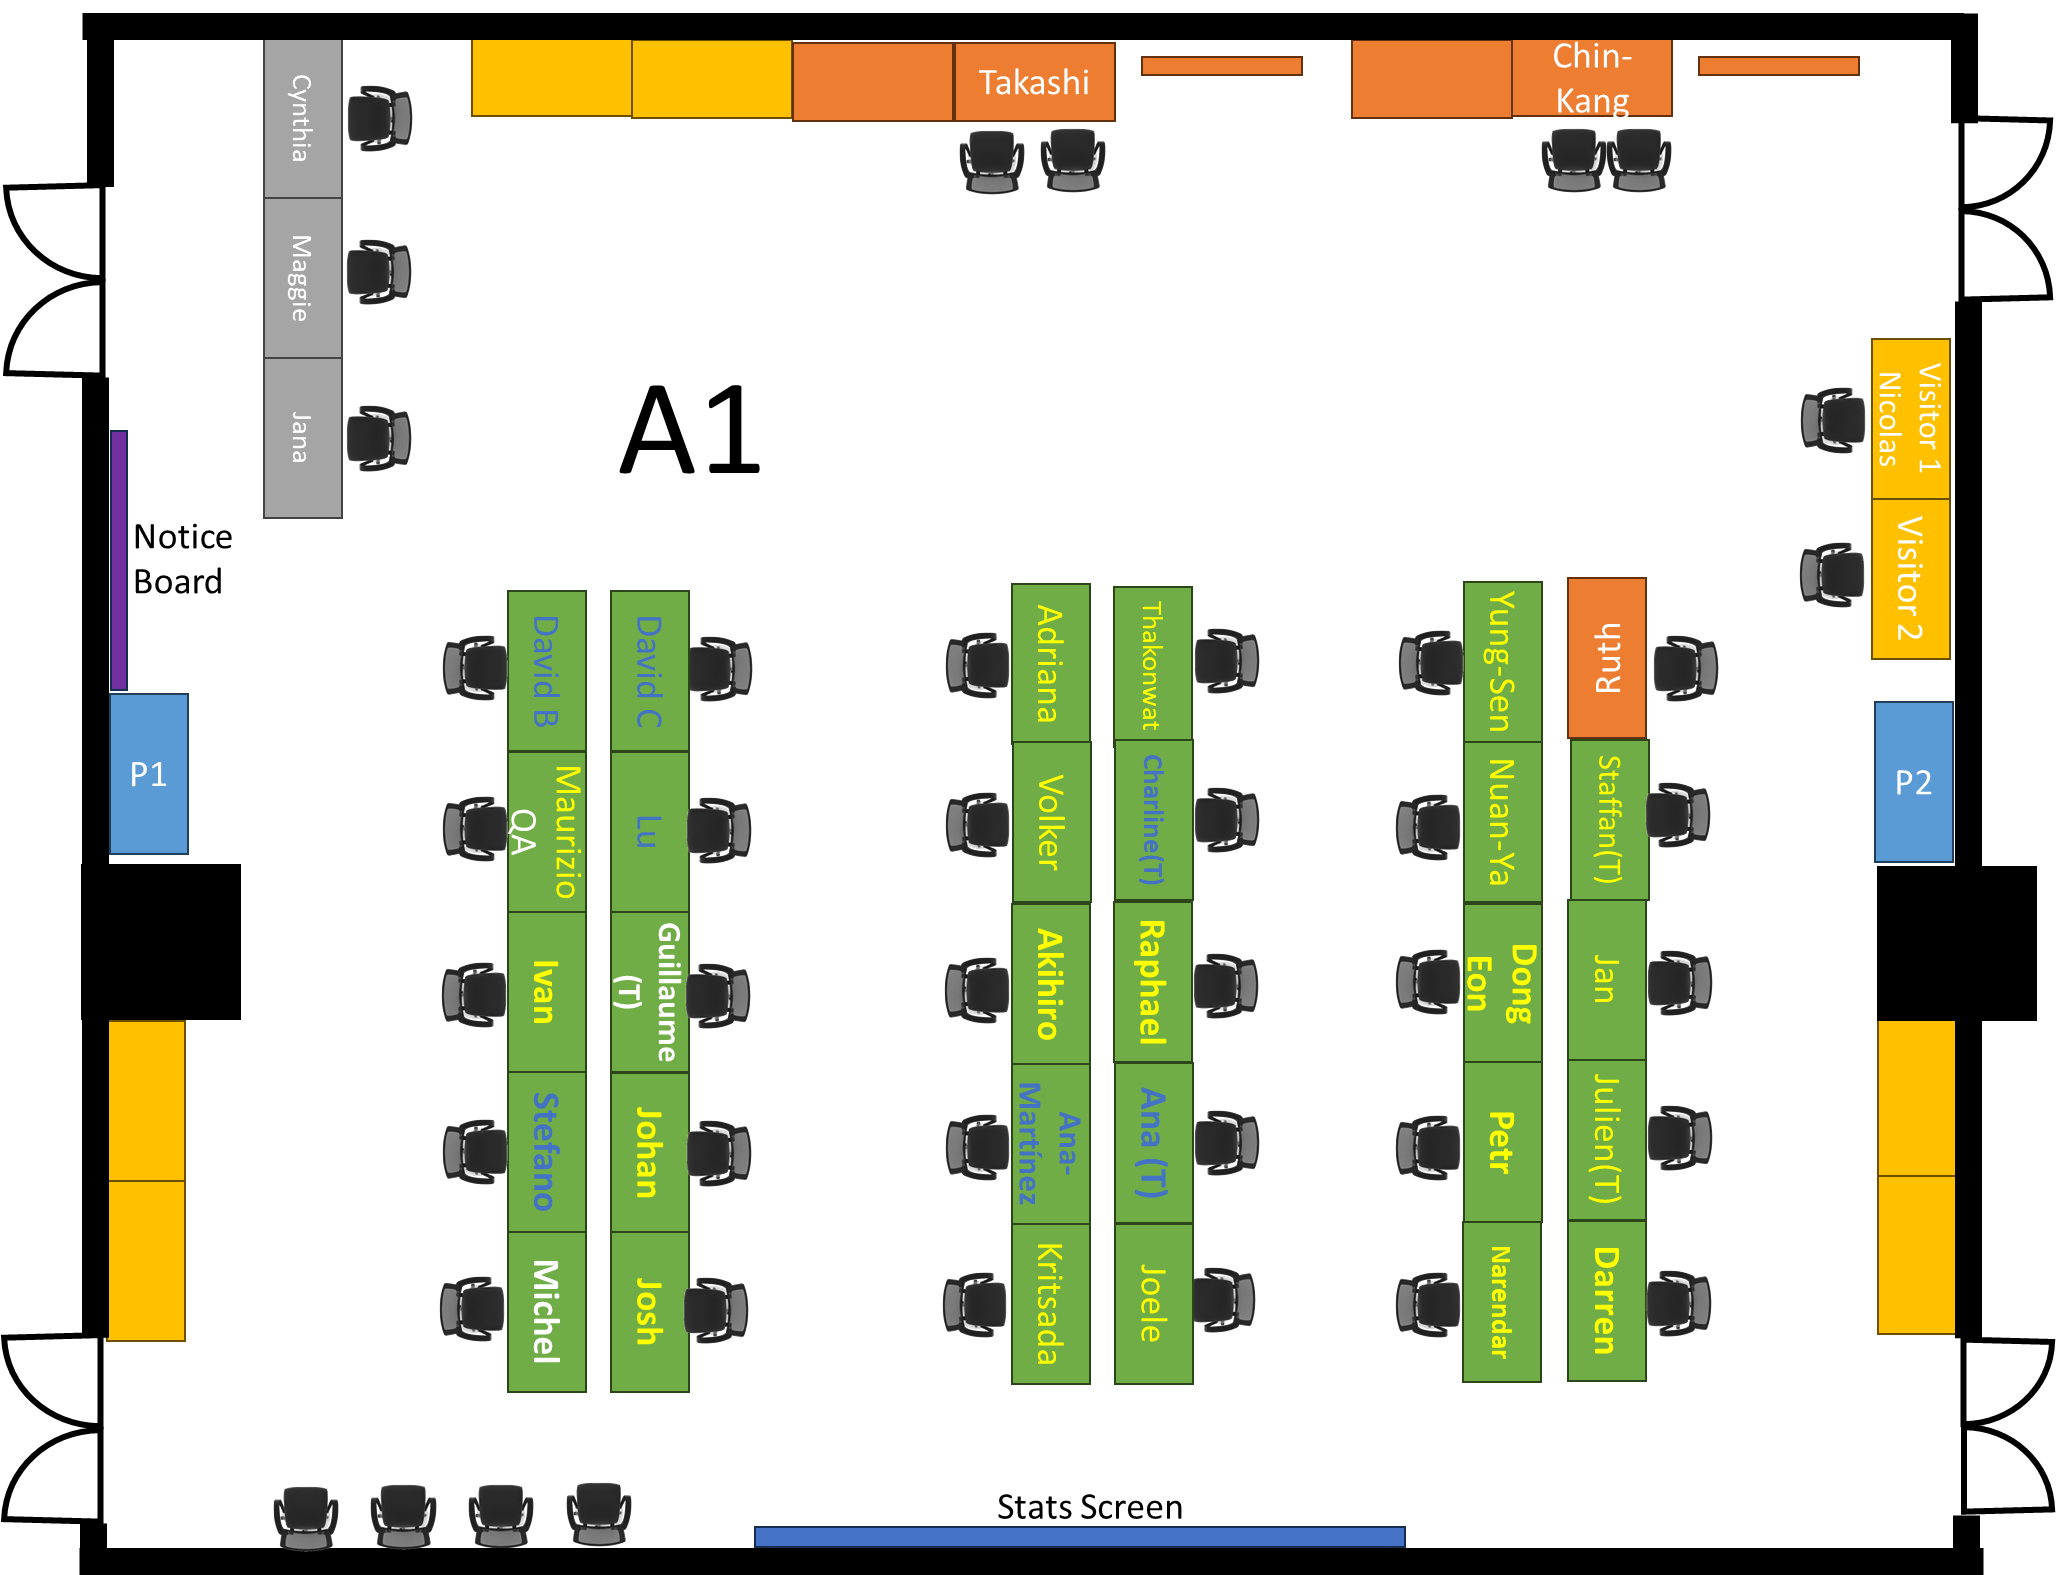 Cynthia
Maggie
Jana
Takashi
Chin-
Kang
A1
Visitor 1
Nicolas
Visitor 2
Notice
Board
P1
P2
David B
Maurizio
QA
Ivan
Stefano
Michel
David C
Lu
Guillaume
(T)
Johan
Josh
Adriana
Volker
Akihiro
Ana-
Martínez
Kritsada
Thakonwat
Charline(T)
Raphael
Ana (T)
Joele
Yung-Sen
Nuan-Ya
Dong
Eon
Petr
Narendar
Ruth
Staffan(T)
Jan
Julien(T)
Darren
Stats Screen